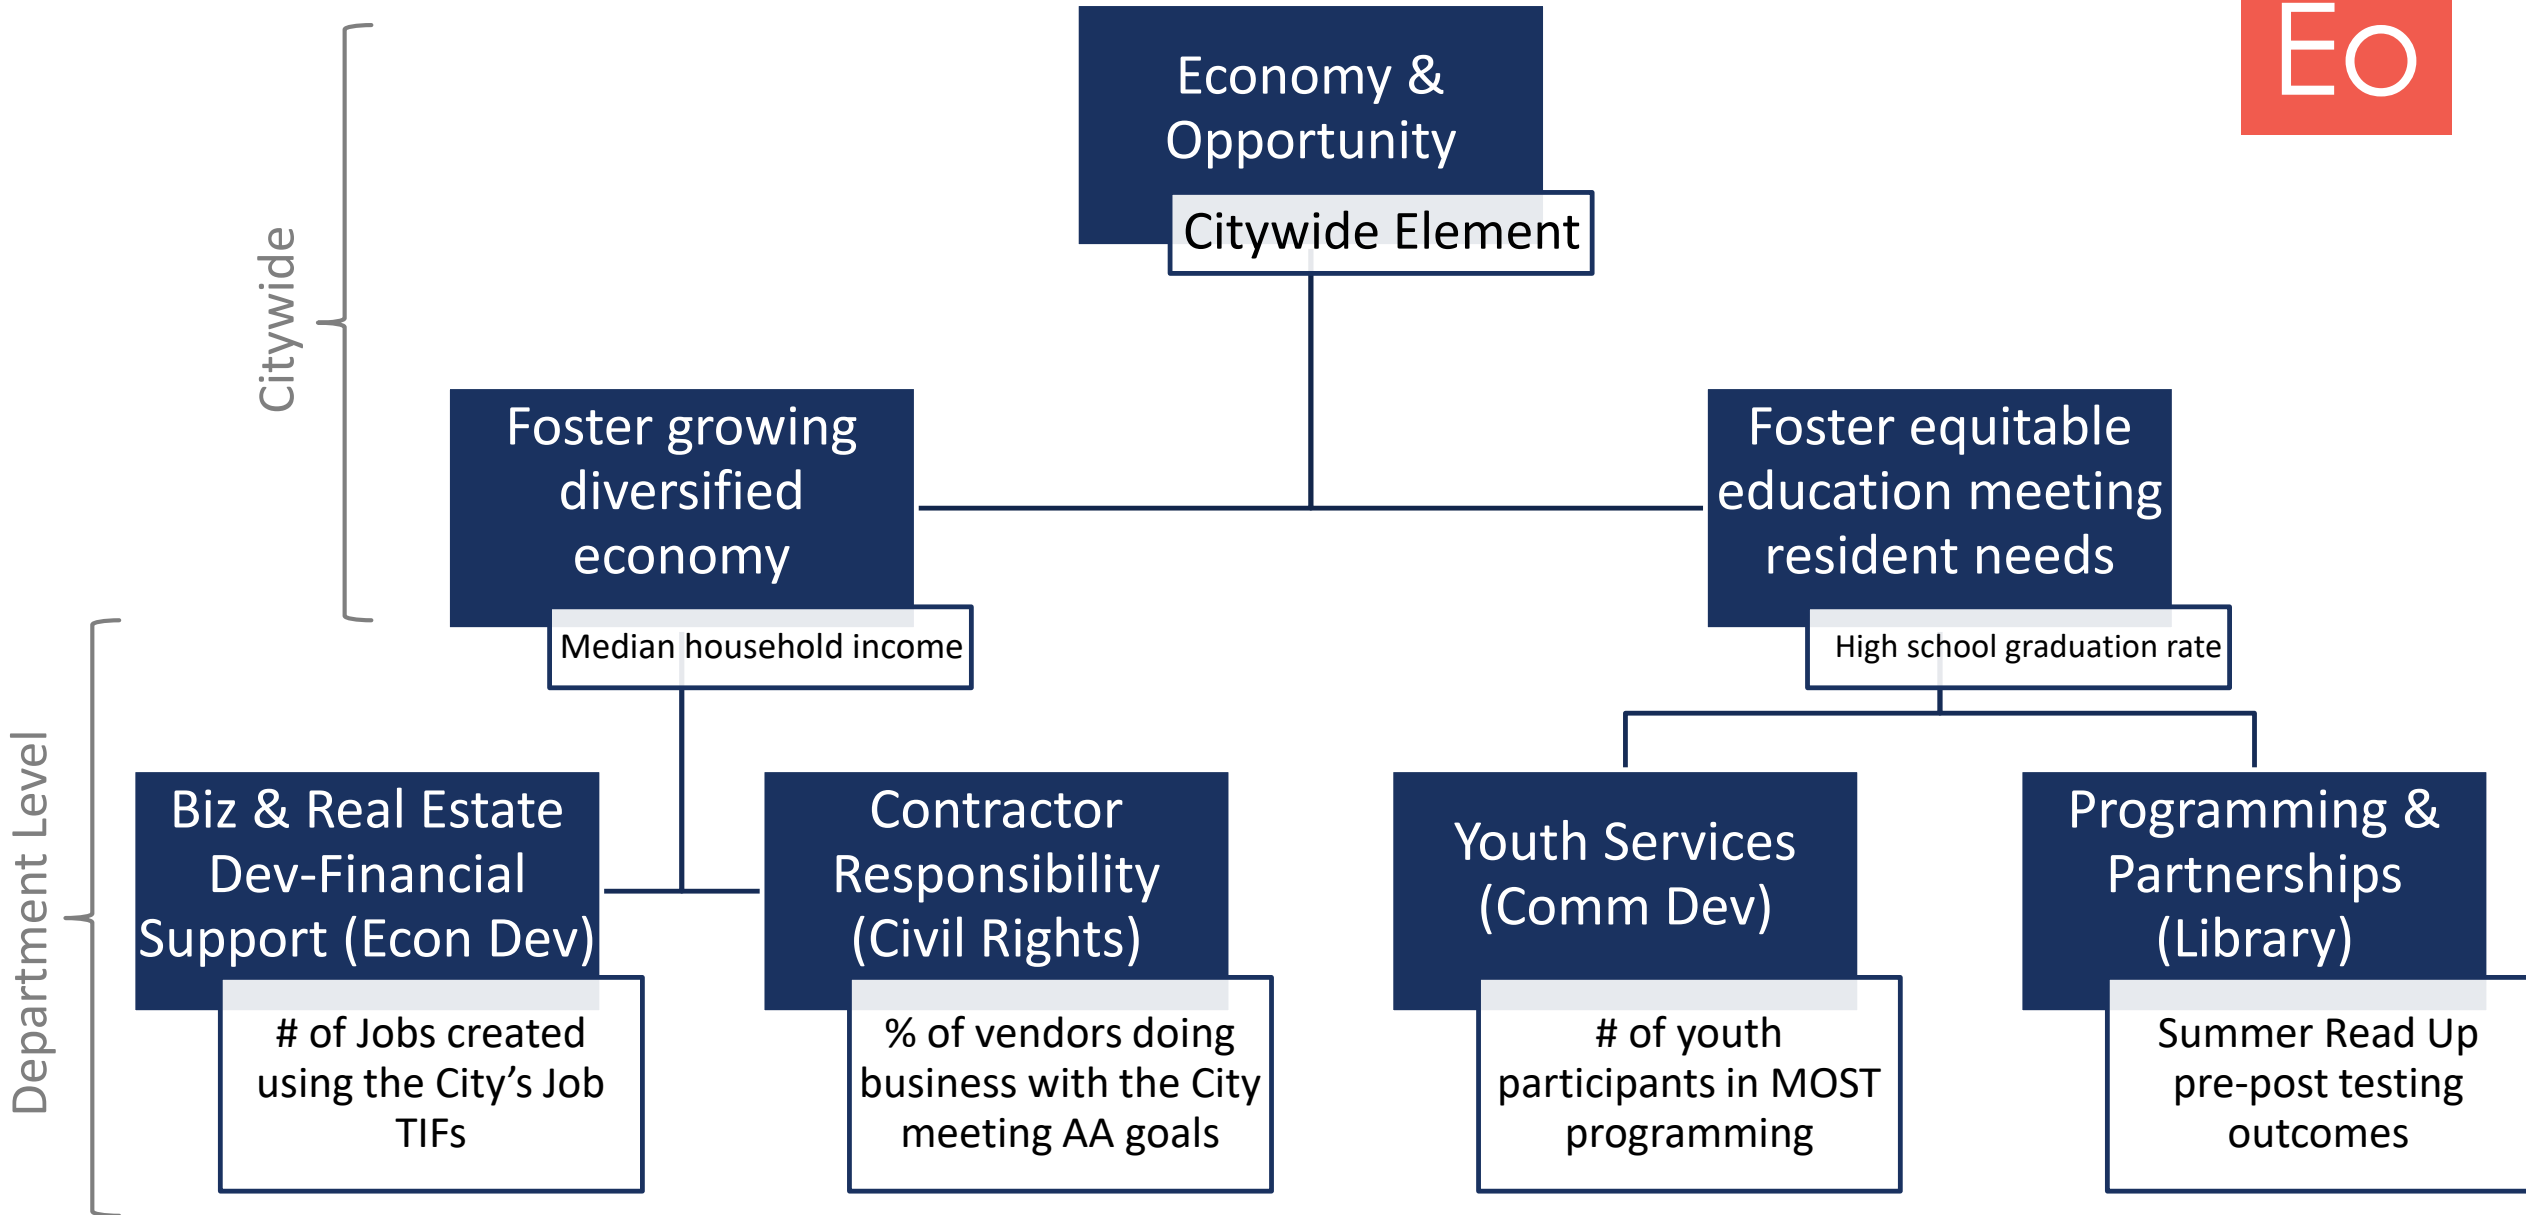 Eo
Economy &
Opportunity
Citywide Element
Citywide
Foster growing
diversified
economy
Median household income
Foster equitable
education meeting
resident needs
High school graduation rate
Department Level
Biz & Real Estate
Dev-Financial
Support (Econ Dev)
# of Jobs created
using the City’s Job
TIFs
Contractor
Responsibility
(Civil Rights)
% of vendors doing
business with the City
meeting AA goals
Youth Services
(Comm Dev)
# of youth
participants in MOST
programming
Programming &
Partnerships
(Library)
Summer Read Up
pre-post testing
outcomes